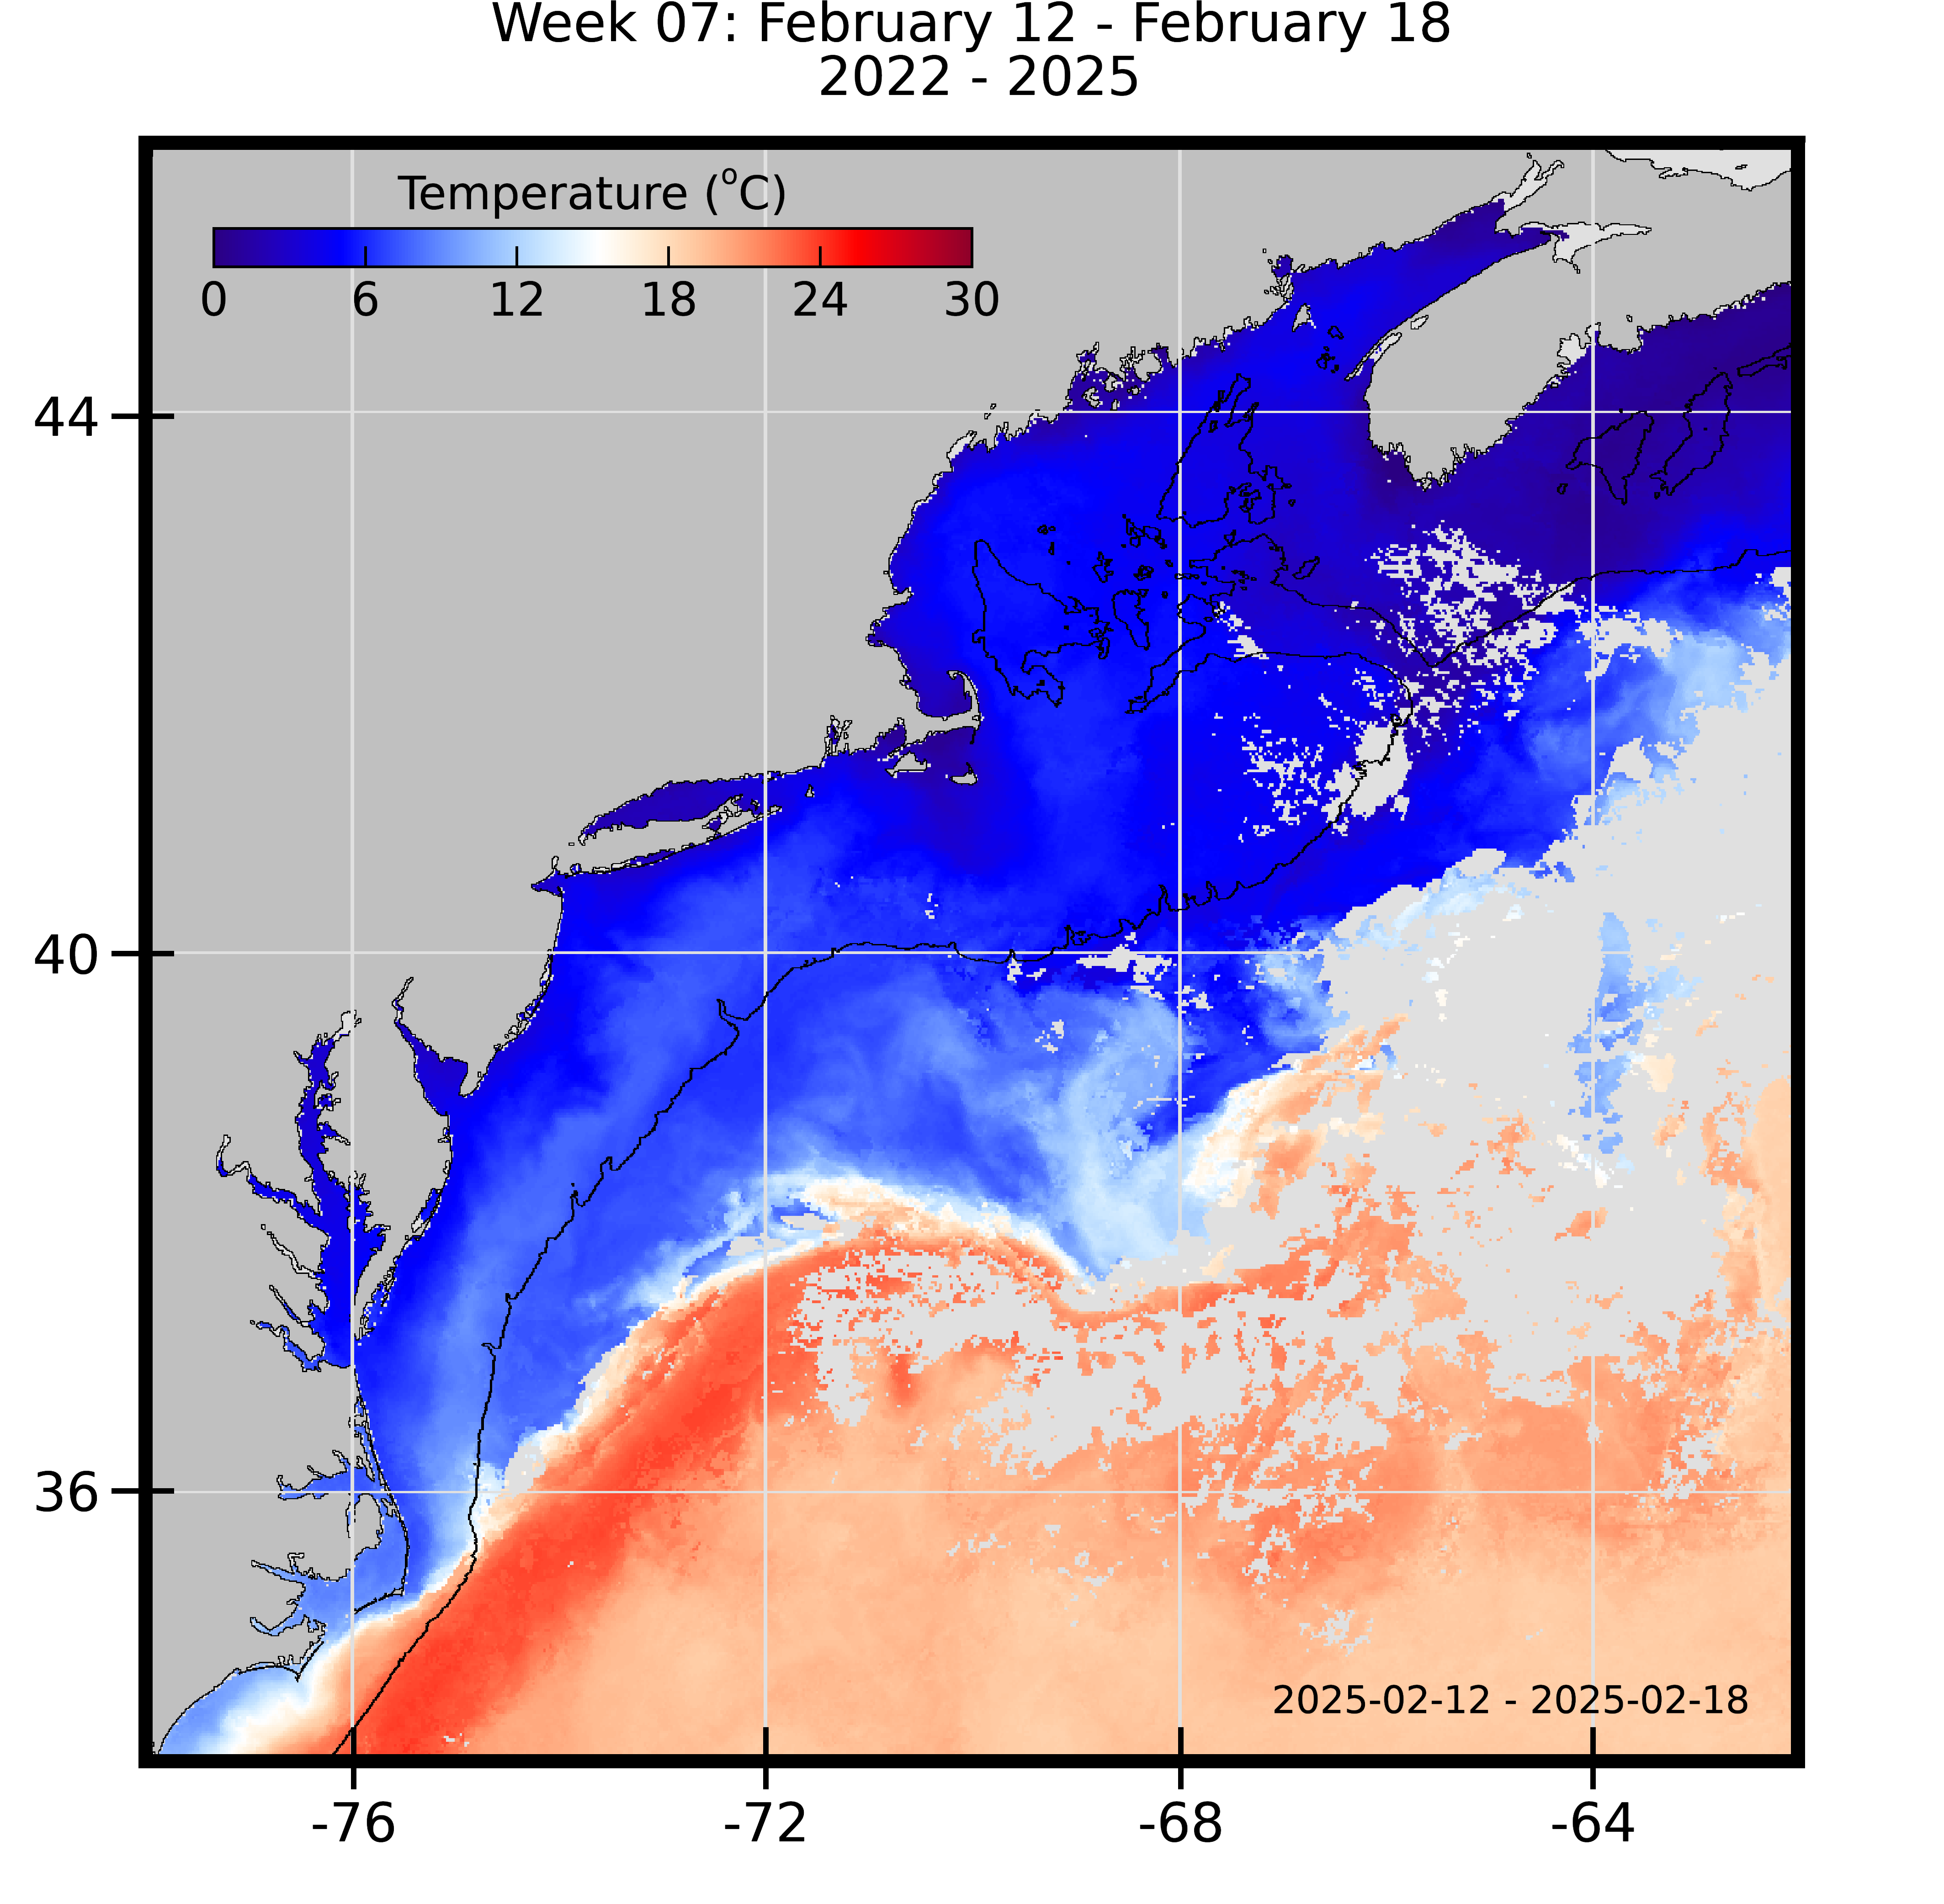 Week 07: February 12 - February 18
2022 - 2025
Temperature (°C)
0 6 12 18 24 30
44
40
36
2025-02-12 - 2025-02-18
-76 -72 -68 -64